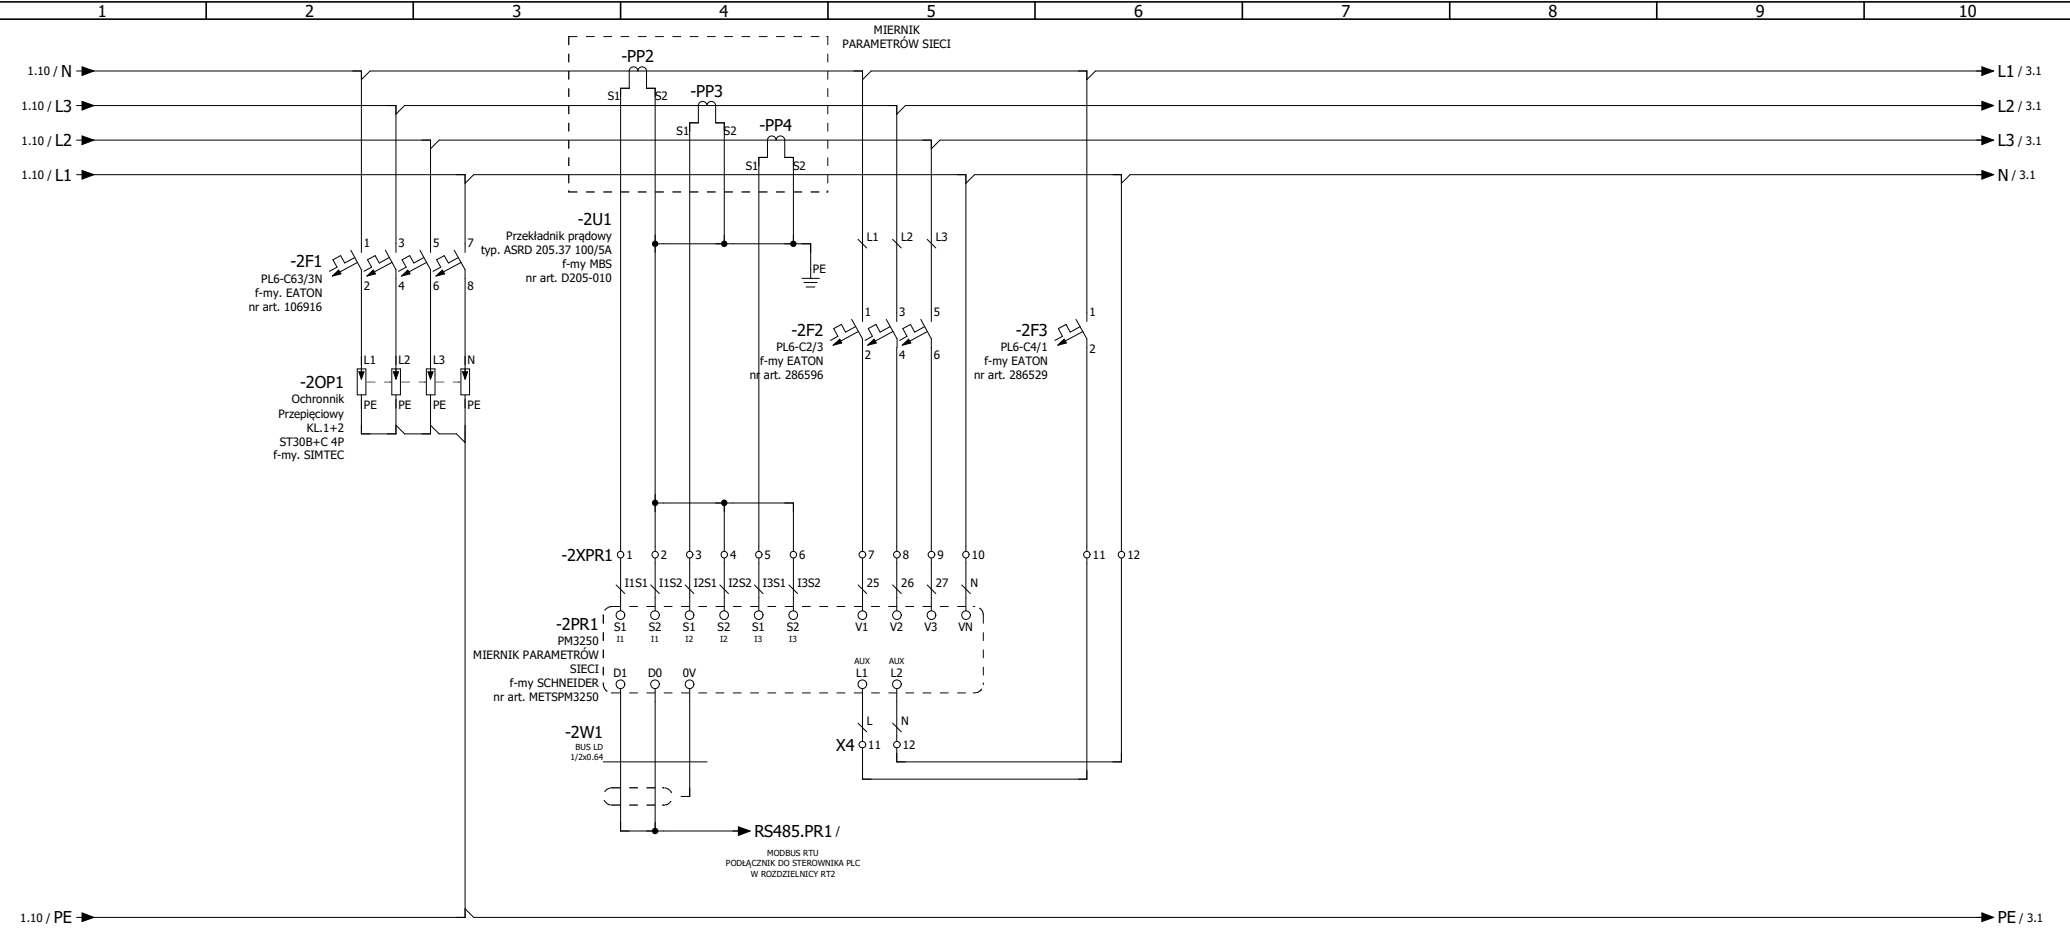 1 2 3 4 5 6 7 8 9 10
MIERNIK
PARAMETRÓW SIECI
-PP2
1.10 / N
L1 / 3.1
S1 S2
-PP3
1.10 / L3
L2 / 3.1
S1 S2
-PP4
1.10 / L2
L3 / 3.1
S1 S2
1.10 / L1
N / 3.1
-2U1
Przekładnik prądowy
typ. ASRD 205.37 100/5A
f-my MBS
nr art. D205-010
PE
L1 L2 L3
1 3 5 7
-2F1
PL6-C63/3N
f-my. EATON
nr art. 106916
2 4 6 8
1 3 5
-2F2
PL6-C2/3
f-my EATON
nr art. 286596
2 4 6
1
-2F3
PL6-C4/1
f-my EATON
nr art. 286529
2
L1 L2 L3 N
-2OP1
Ochronnik
Przepięciowy
KL.1+2
ST30B+C 4P
f-my. SIMTEC
PE PE PE PE
-2XPR1 1 2 3 4 5 6 7 8 9 10 11 12
I1S1 I1S2 I2S1 I2S2 I3S1 I3S2 25 26 27 N
-2PR1
PM3250
MIERNIK PARAMETRÓW
SIECI
f-my SCHNEIDER
nr art. METSPM3250
S1 S2 S1 S2 S1 S2 V1 V2 V3 VN
I1 I1 I2 I2 I3 I3
AUX AUX
D1 D0 0V L1 L2
-2W1
BUS LD
1/2x0.64
L N
X4 11 12
RS485.PR1 /
MODBUS RTU
PODŁĄCZNIK DO STEROWNIKA PLC
W ROZDZIELNICY RT2
1.10 / PE
PE / 3.1